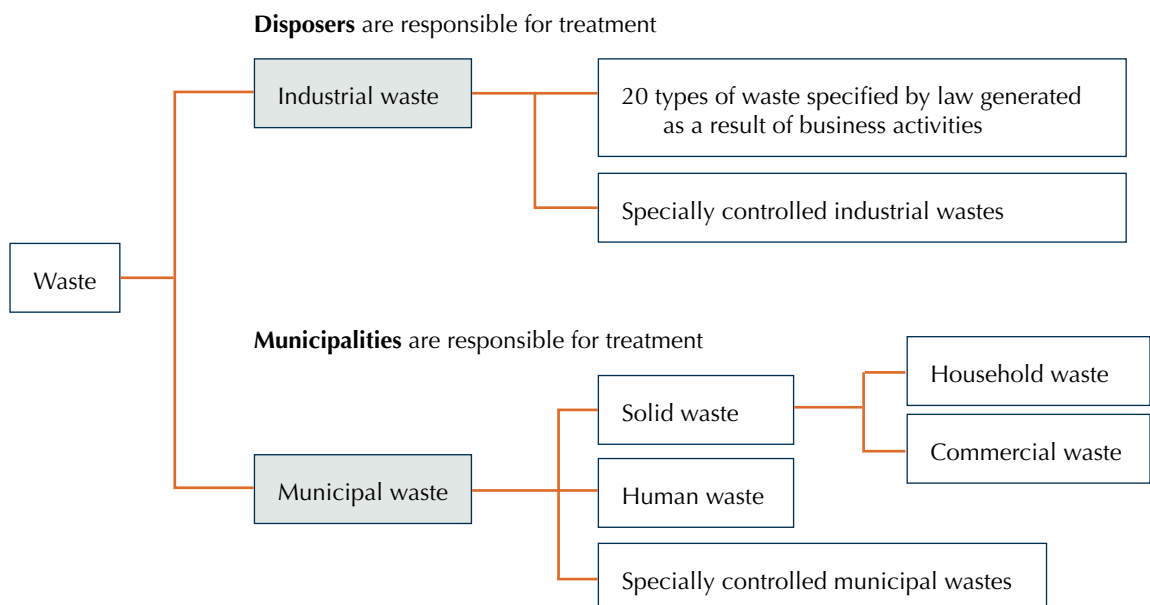 Disposers are responsible for treatment
Industrial waste
20 types of waste specified by law generated
as a result of business activities
Specially controlled industrial wastes
Waste
Municipalities are responsible for treatment
Household waste
Solid waste
Commercial waste
Municipal waste
Human waste
Specially controlled municipal wastes